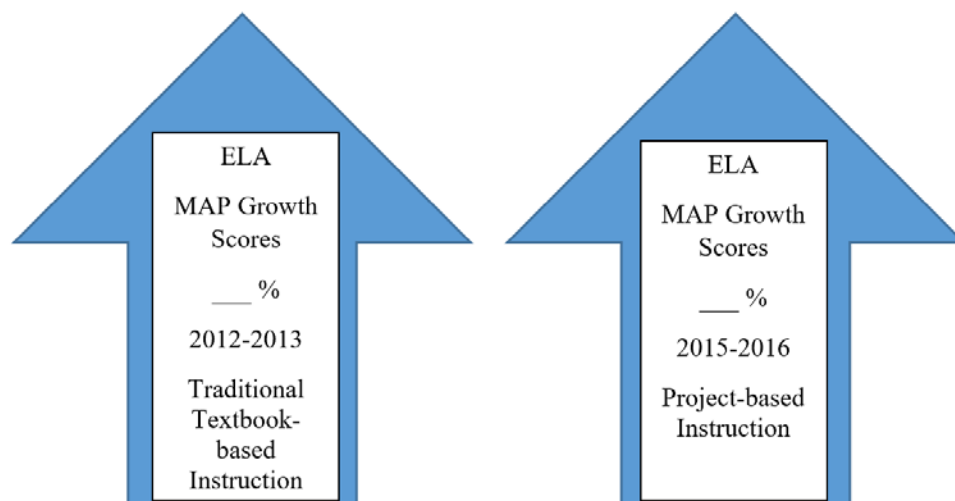 ELA
MAP Growth
Scores
___ %
2012-2013
Traditional
Textbook-
based
Instruction
ELA
MAP Growth
Scores
___ %
2015-2016
Project-based
Instruction